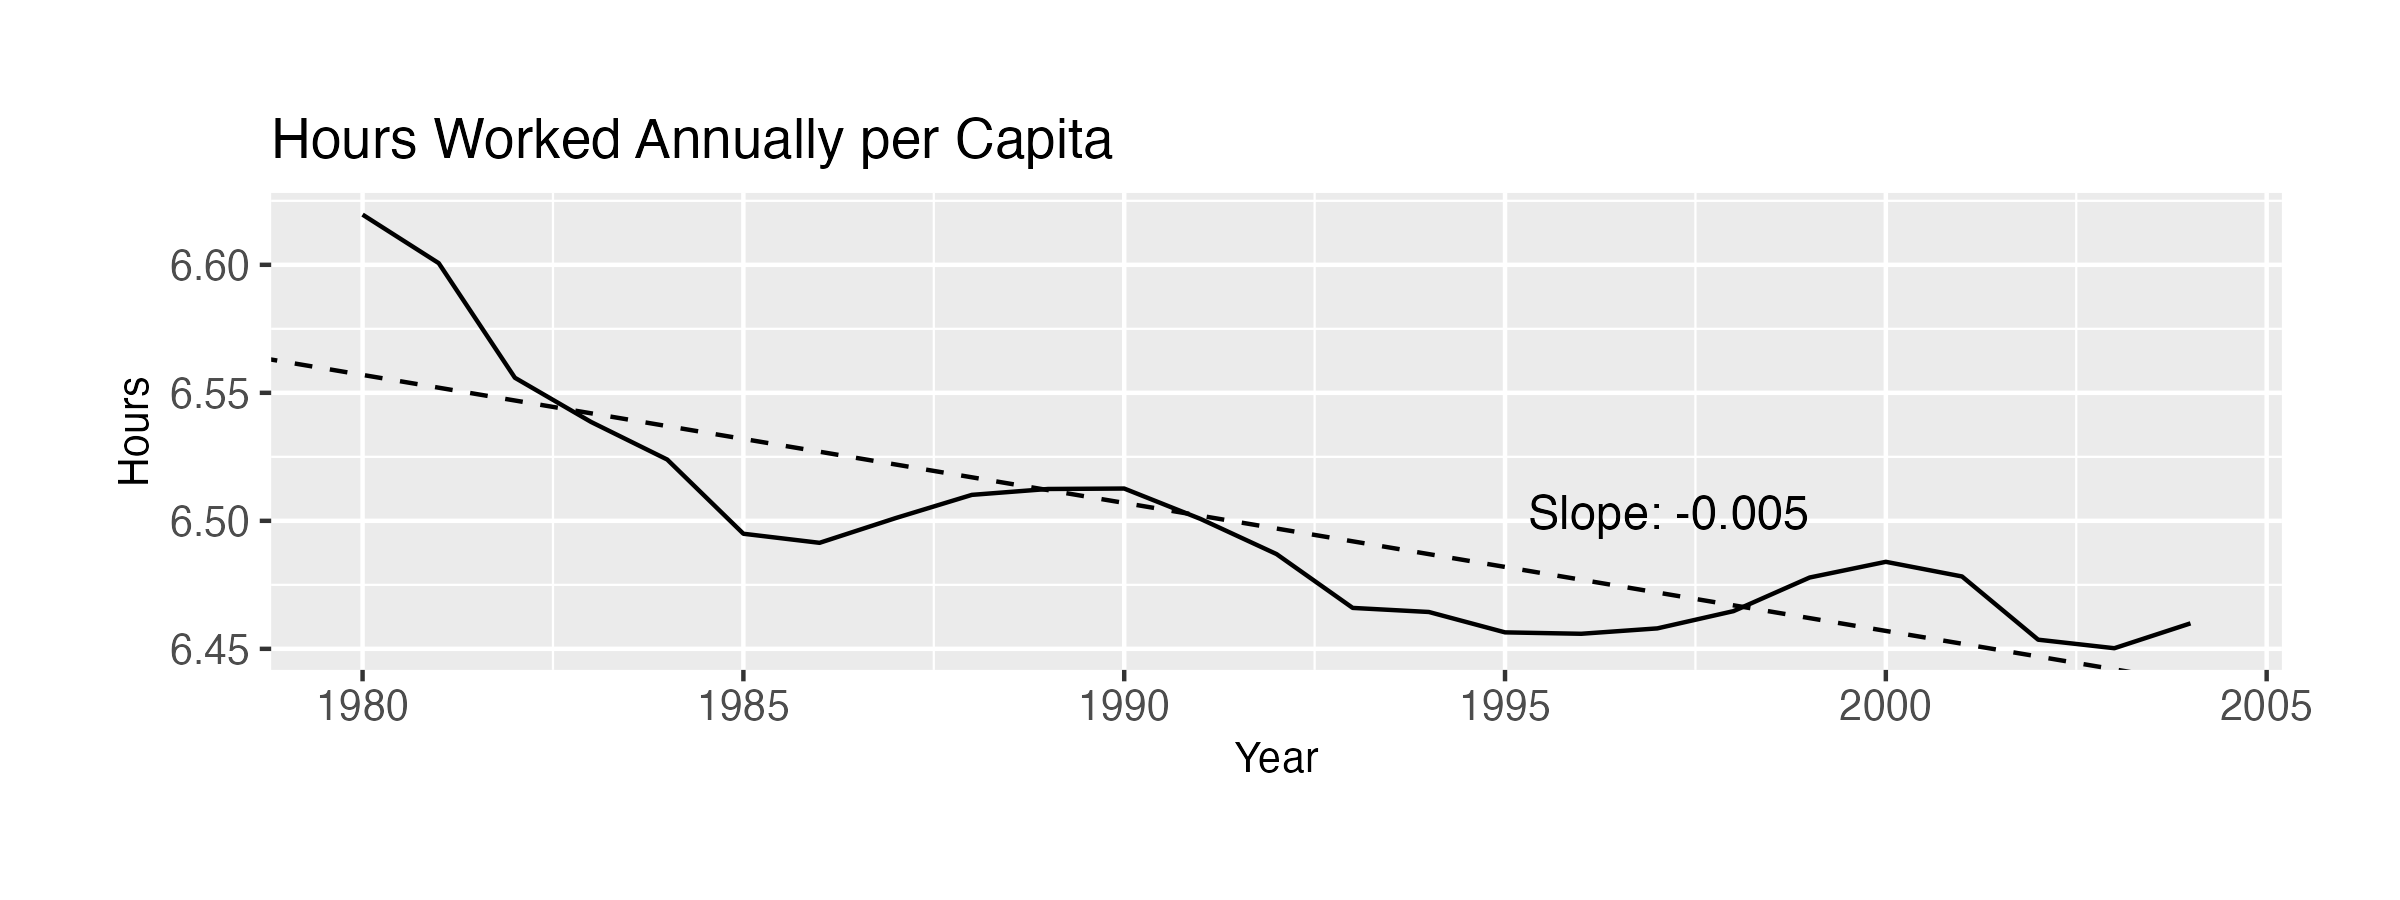 Hours Worked Annually per Capita
Hours
6.60
6.55
6.50
6.45
Slope: -0.005
1980 1985 1990 1995 2000 2005
Year